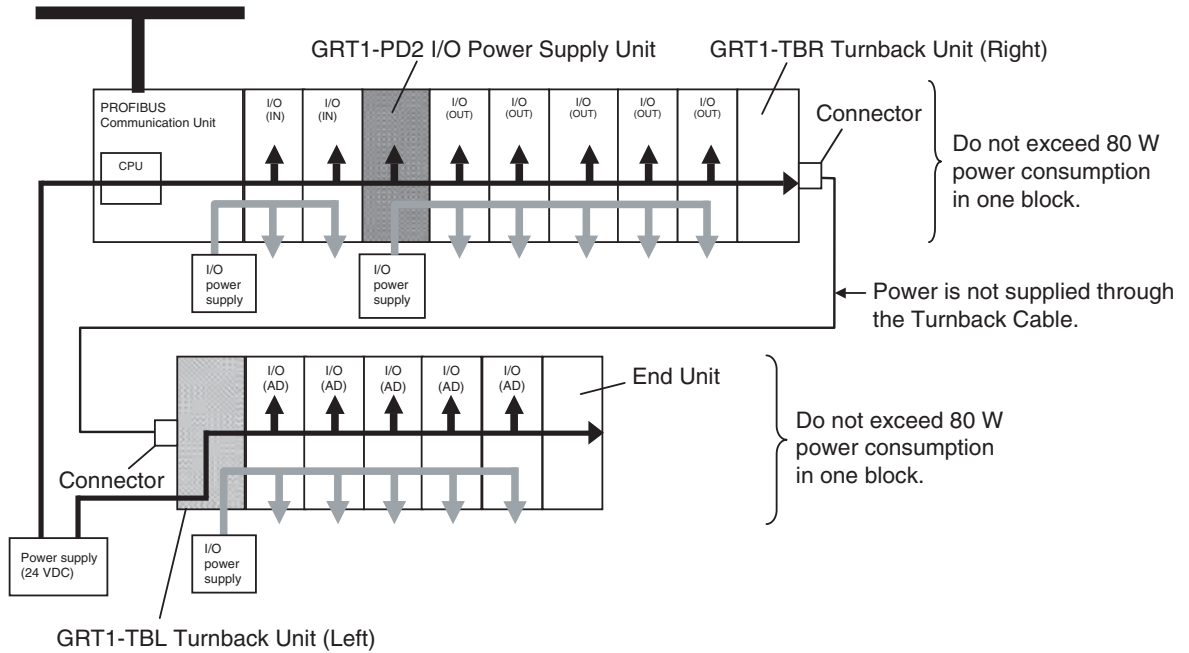 GRT1-PD2 I/O Power Supply Unit
GRT1-TBR Turnback Unit (Right)
PROFIBUS
Communication Unit
CPU
I/O
(IN)
I/O
(IN)
I/O
(OUT)
I/O
(OUT)
I/O
(OUT)
I/O
(OUT)
I/O
(OUT)
Connector
Do not exceed 80 W
power consumption
in one block.
I/O
power
supply
I/O
power
supply
Power is not supplied through
the Turnback Cable.
I/O
(AD)
I/O
(AD)
I/O
(AD)
I/O
(AD)
I/O
(AD)
End Unit
Do not exceed 80 W
power consumption
in one block.
Connector
Power supply
(24 VDC)
I/O
power
supply
GRT1-TBL Turnback Unit (Left)